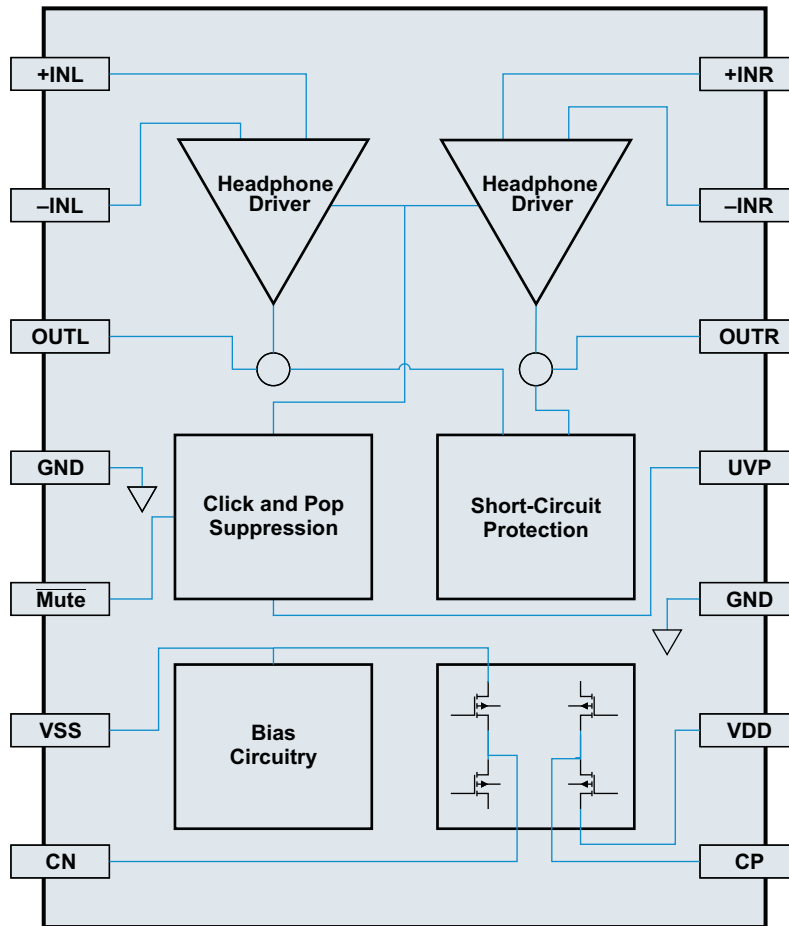 +INL
+INR
Headphone
Driver
Headphone
Driver
–INL
–INR
OUTL
OUTR
GND
UVP
Click and Pop
Suppression
Short-Circuit
Protection
Mute
GND
VSS
Bias
Circuitry
VDD
CN
CP